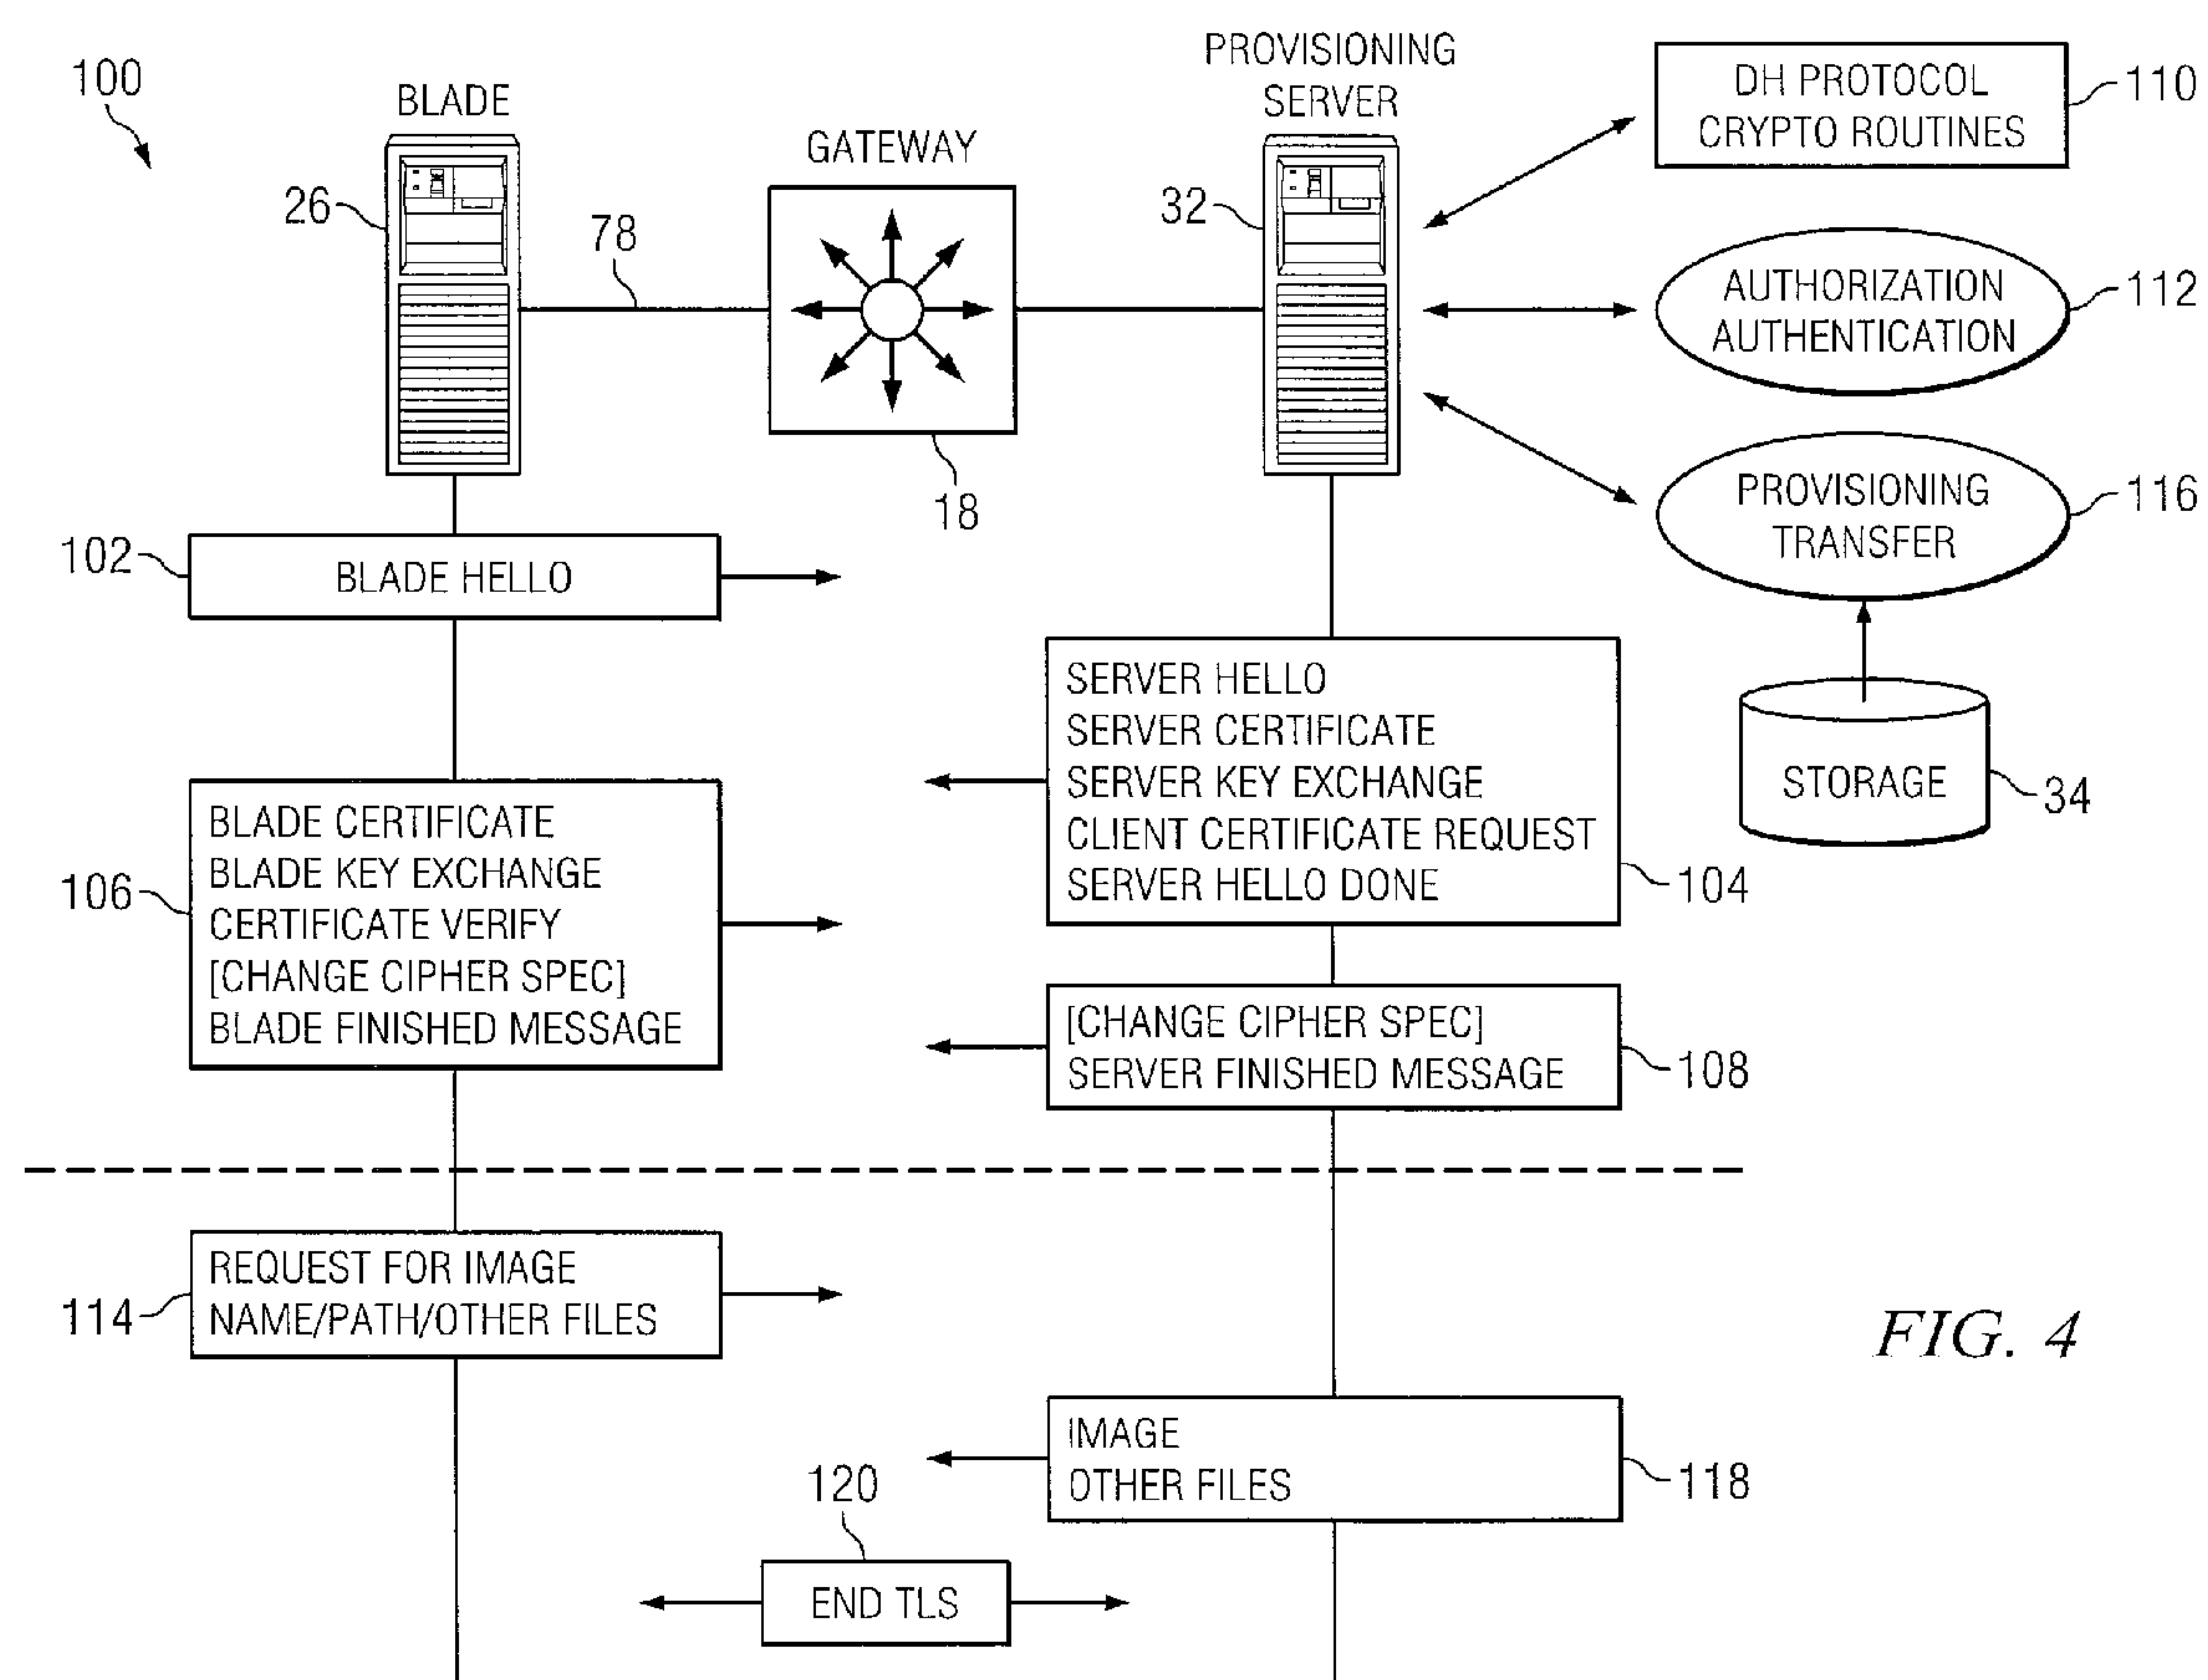 100
BLADE
26
78
GATEWAY
18
PROVISIONING
SERVER
32
DH PROTOCOL
CRYPTO ROUTINES
110
AUTHORIZATION
AUTHENTICATION
112
PROVISIONING
TRANSFER
116
STORAGE
34
102
BLADE HELLO
SERVER HELLO
SERVER CERTIFICATE
SERVER KEY EXCHANGE
CLIENT CERTIFICATE REQUEST
SERVER HELLO DONE
104
106
BLADE CERTIFICATE
BLADE KEY EXCHANGE
CERTIFICATE VERIFY
[CHANGE CIPHER SPEC]
BLADE FINISHED MESSAGE
[CHANGE CIPHER SPEC]
SERVER FINISHED MESSAGE
108
114
REQUEST FOR IMAGE
NAME/PATH/OTHER FILES
IMAGE
OTHER FILES
118
120
END TLS
FIG. 4